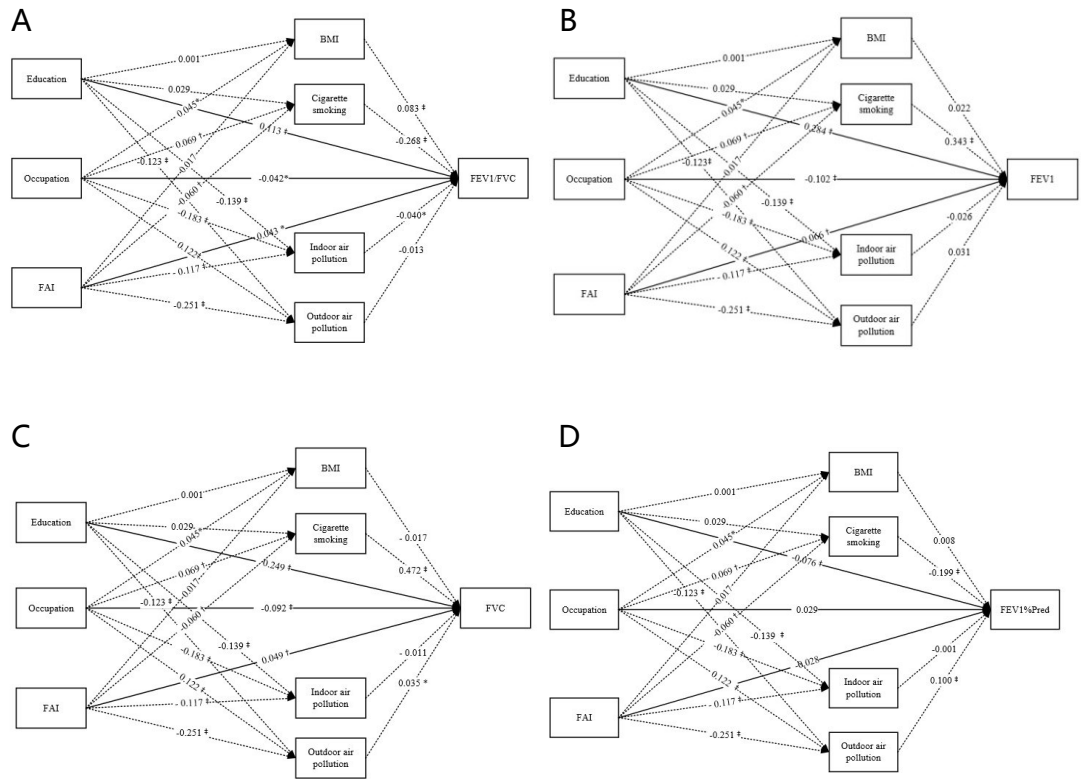 A
BMI
Education
0.001
0.029
Cigarette
smoking
0.083 ‡
0.045*
0.113 ‡
-0.268 ‡
0.069 †
-0.123 ‡
-0.017
Occupation
-0.042*
FEV1/FVC
-0.060 †
-0.139 ‡
-0.183 ‡
-0.040*
0.043 *
Indoor air
pollution
-0.013
0.122‡
FAI
- 0.117 ‡
-0.251 ‡
Outdoor air
pollution
B
BMI
Education
0.001
0.029
Cigarette
smoking
0.022
0.045*
0.284 ‡
0.343 ‡
0.069 †
-0.123‡
-0.017
Occupation
-0.102 ‡
FEV1
-0.060 †
-0.139 ‡
-0.183 ‡
-0.026
0.066 †
Indoor air
pollution
0.031
0.122 ‡
FAI
- 0.117 ‡
-0.251 ‡
Outdoor air
pollution
C
BMI
Education
0.001
0.029
Cigarette
smoking
- 0.017
0.045*
0.249 ‡
0.472 ‡
0.069 †
-0.123 ‡
-0.017
Occupation
-0.092 ‡
FVC
-0.060
-0.139 ‡
-0.183 ‡
- 0.011
0.049 †
Indoor air
pollution
0.035 *
0.122 ‡
FAI
- 0.117 ‡
-0.251 ‡
Outdoor air
pollution
D
BMI
Education
0.001
0.029
Cigarette
smoking
0.008
0.045*
-0.076 ‡
-0.199 ‡
0.069 †
-0.123 ‡
-0.017
Occupation
0.029
FEV1%Pred
-0.060 †
-0.139 ‡
-0.183 ‡
-0.001
-0.028
Indoor air
pollution
0.100 ‡
0.122 ‡
FAI
- 0.117 ‡
-0.251 ‡
Outdoor air
pollution